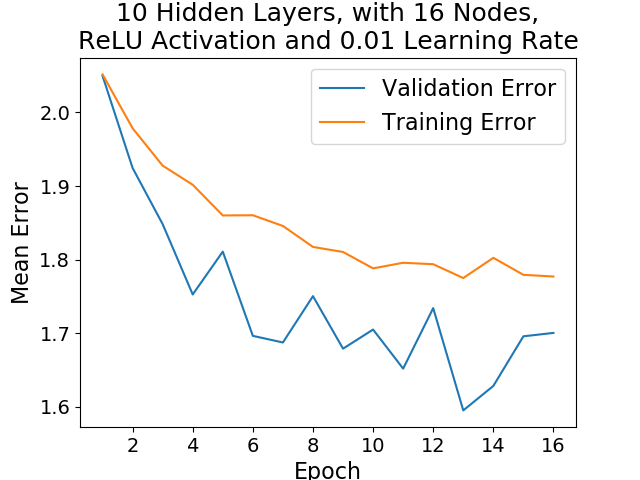 10 Hidden Layers, with 16 Nodes,
ReLU Activation and 0.01 Learning Rate
Validation Error
Training Error
2.0
1.9
1.8
1.7
1.6
Mean Error
2 4 6 8 10 12 14 16
Epoch